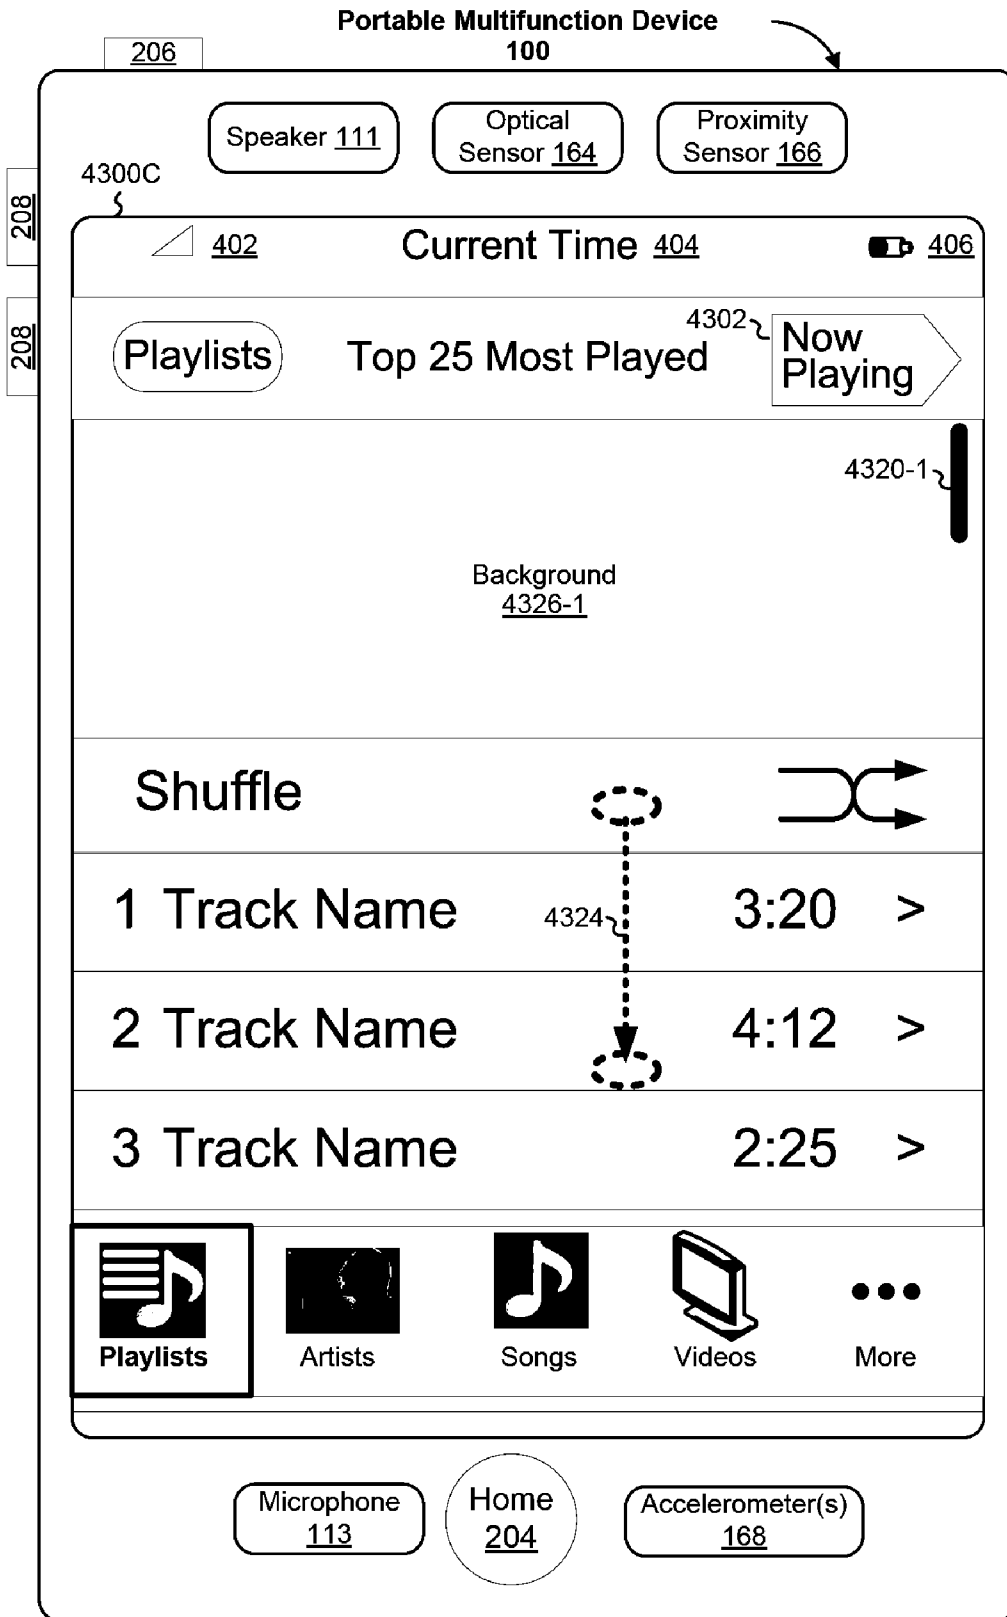 Portable Multifunction Device
100
206
Speaker 111
Optical
Sensor 164
Proximity
Sensor 166
4300C
208
402
Current Time 404
406
208
Playlists
Top 25 Most Played
4302
Now
Playing
4320-1
Background
4326-1
Shuffle
1 Track Name 3:20 >
4324
2 Track Name 4:12 >
3 Track Name 2:25 >
Playlists
Artists
Songs
Videos
More
Microphone
113
Home
204
Accelerometer(s)
168